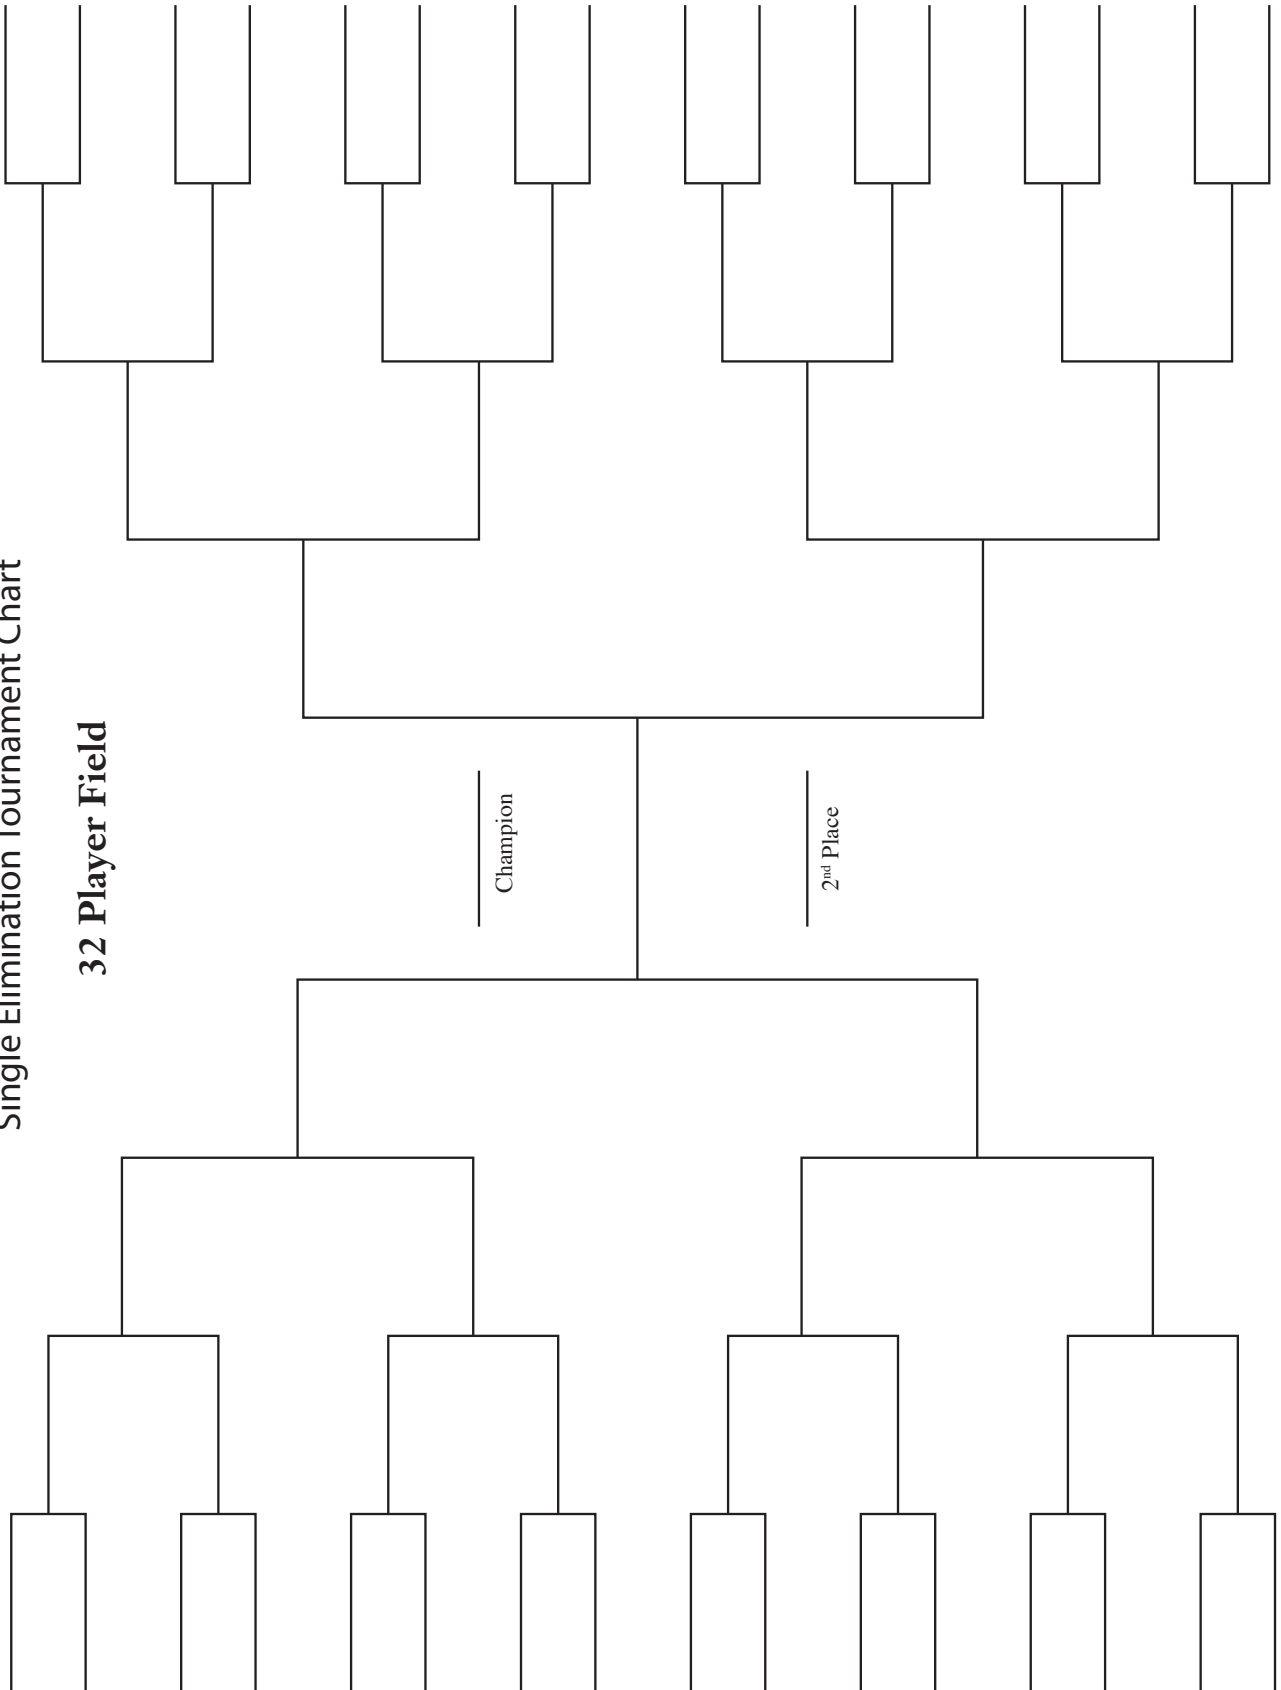 Single Elimination Tournament Chart
32 Player Field
Champion
2nd Place